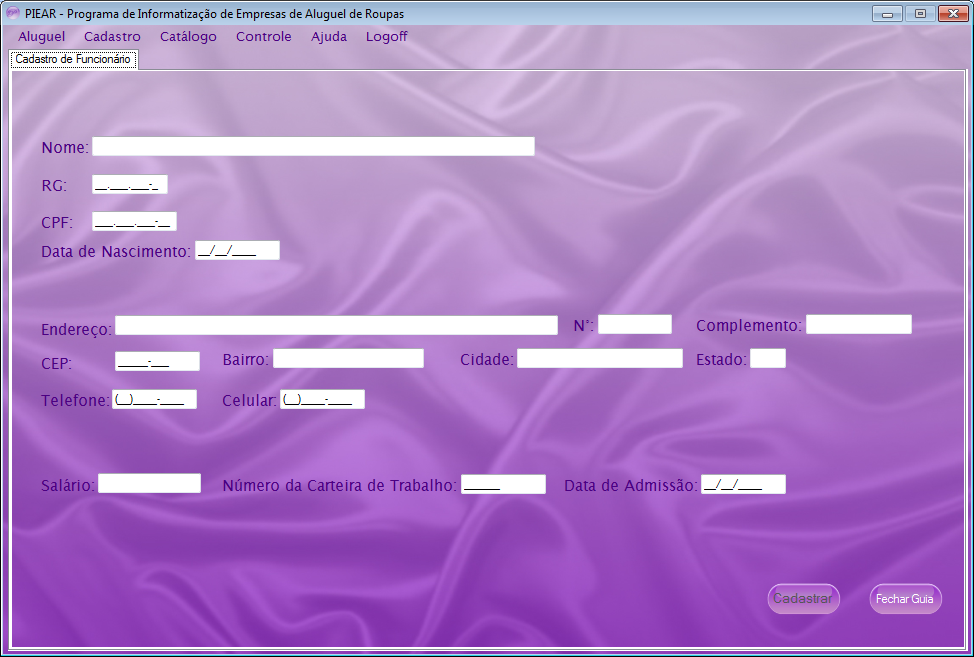 PIEAR - Programa de Informatização de Empresas de Aluguel de Roupas
Aluguel Cadastro Catálogo Controle Ajuda Logoff
Cadastro de Funcionário
Nome:
RG: __.___.___-_
CPF: ___.___.___-__
Data de Nascimento: __/__/____
Endereço: N°: Complemento:
CEP: _____-___ Bairro: Cidade: Estado:
Telefone: (__)____-____ Celular: (__)____-____
Salário: Número da Carteira de Trabalho: ______ Data de Admissão: __/__/____
Cadastrar Fechar Guia